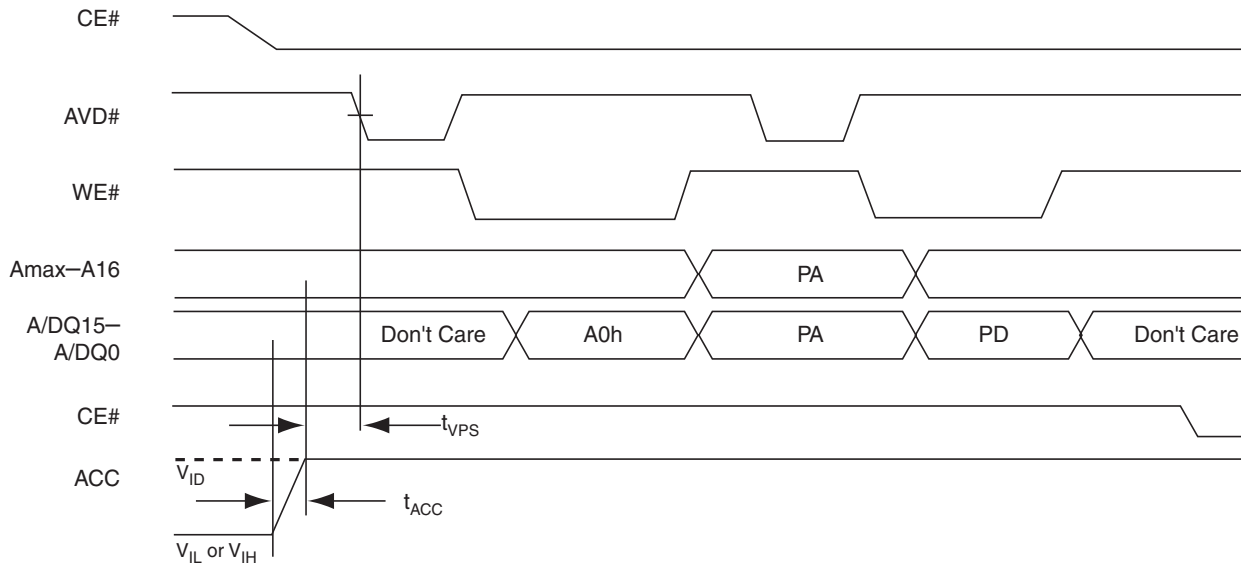 CE#
AVD#
WE#
Amax–A16
PA
A/DQ15–
A/DQ0
Don't Care
A0h
PA
PD
Don't Care
CE#
tVPS
ACC
VID
tACC
VIL or VIH